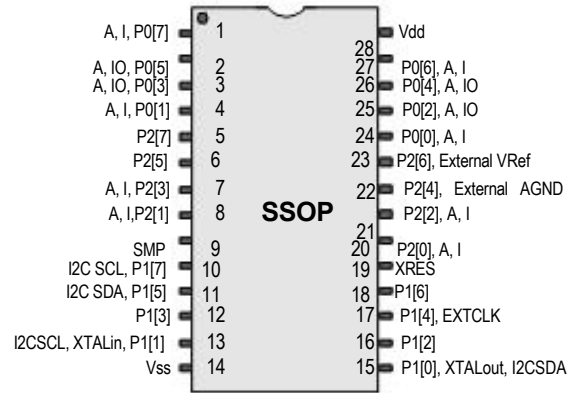 A, I, P0[7] 1 Vdd
28
A, IO, P0[5] 2 27 P0[6], A, I
A, IO, P0[3] 3 26 P0[4], A, IO
A, I, P0[1] 4 25 P0[2], A, IO
P2[7] 5 24 P0[0], A, I
P2[5] 6 23 P2[6], External VRef
A, I, P2[3] 7 22 P2[4], External AGND
A, I,P2[1] 8 SSOP P2[2], A, I
21
SMP 9 20 P2[0], A, I
I2C SCL, P1[7] 10 19 XRES
I2C SDA, P1[5] 11 18 P1[6]
P1[3] 12 17 P1[4], EXTCLK
I2CSCL, XTALin, P1[1] 13 16 P1[2]
Vss 14 15 P1[0], XTALout, I2CSDA